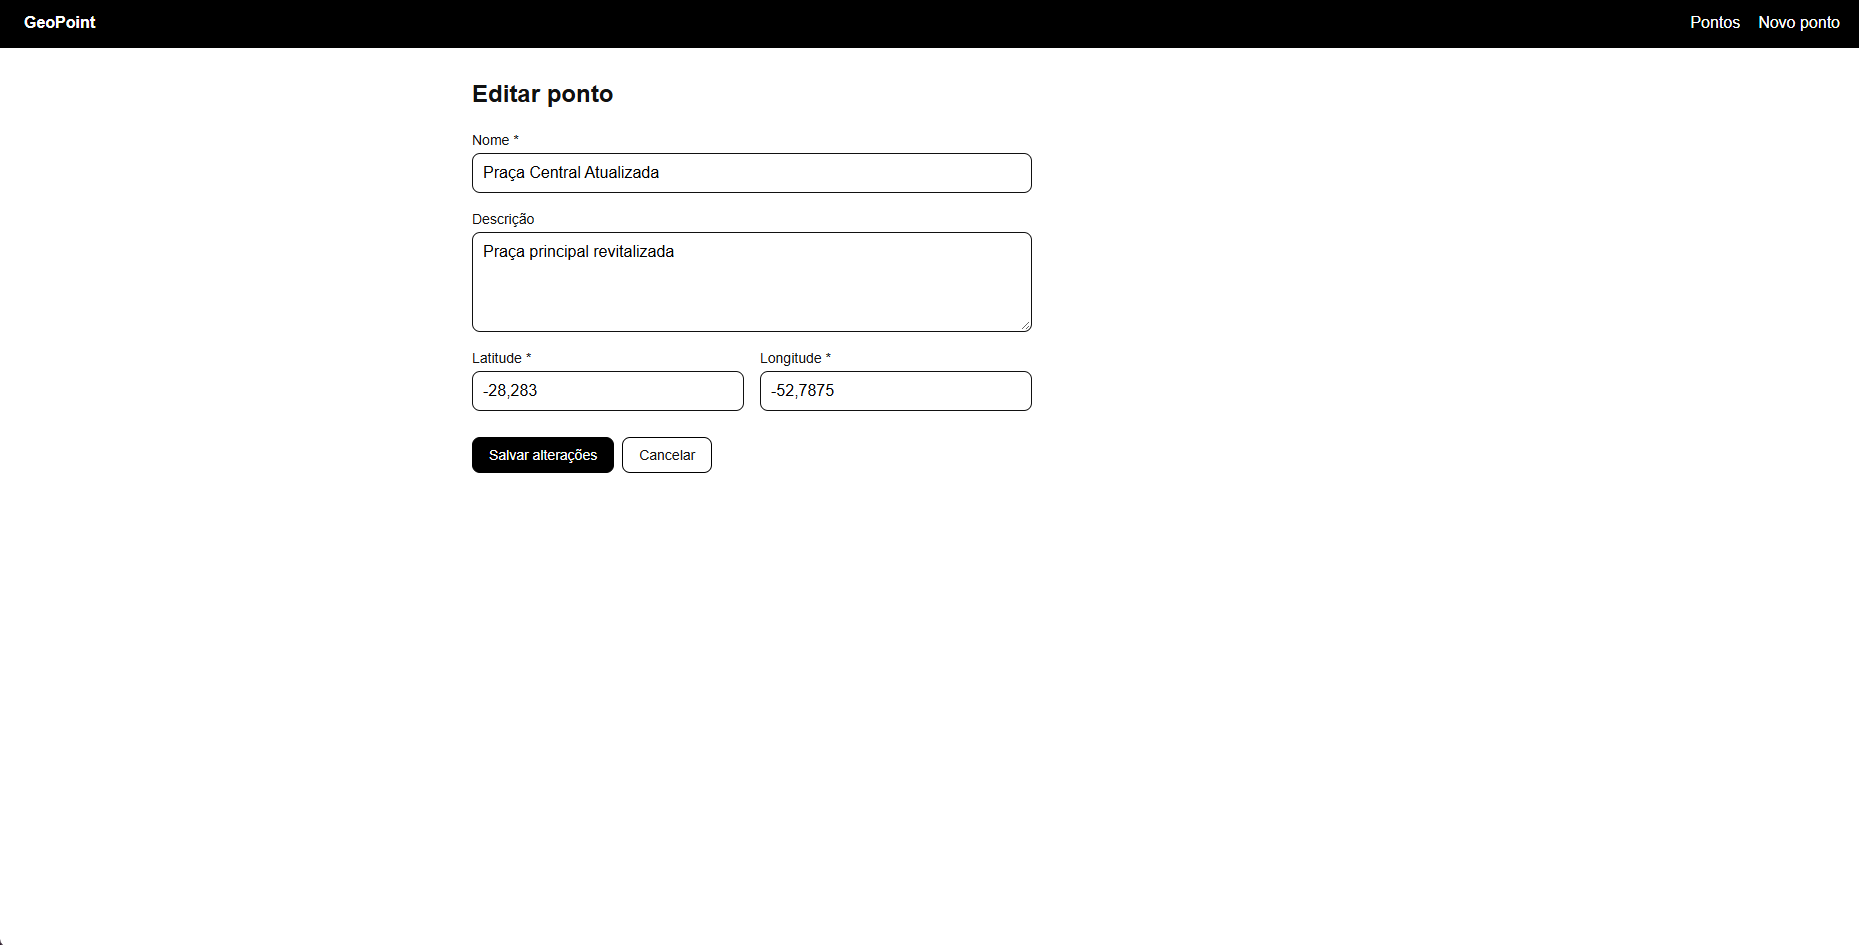 GeoPoint
Pontos Novo ponto
Editar ponto
Nome *
Praça Central Atualizada
Descrição
Praça principal revitalizada
Latitude * Longitude *
-28,283 -52,7875
Salvar alterações Cancelar